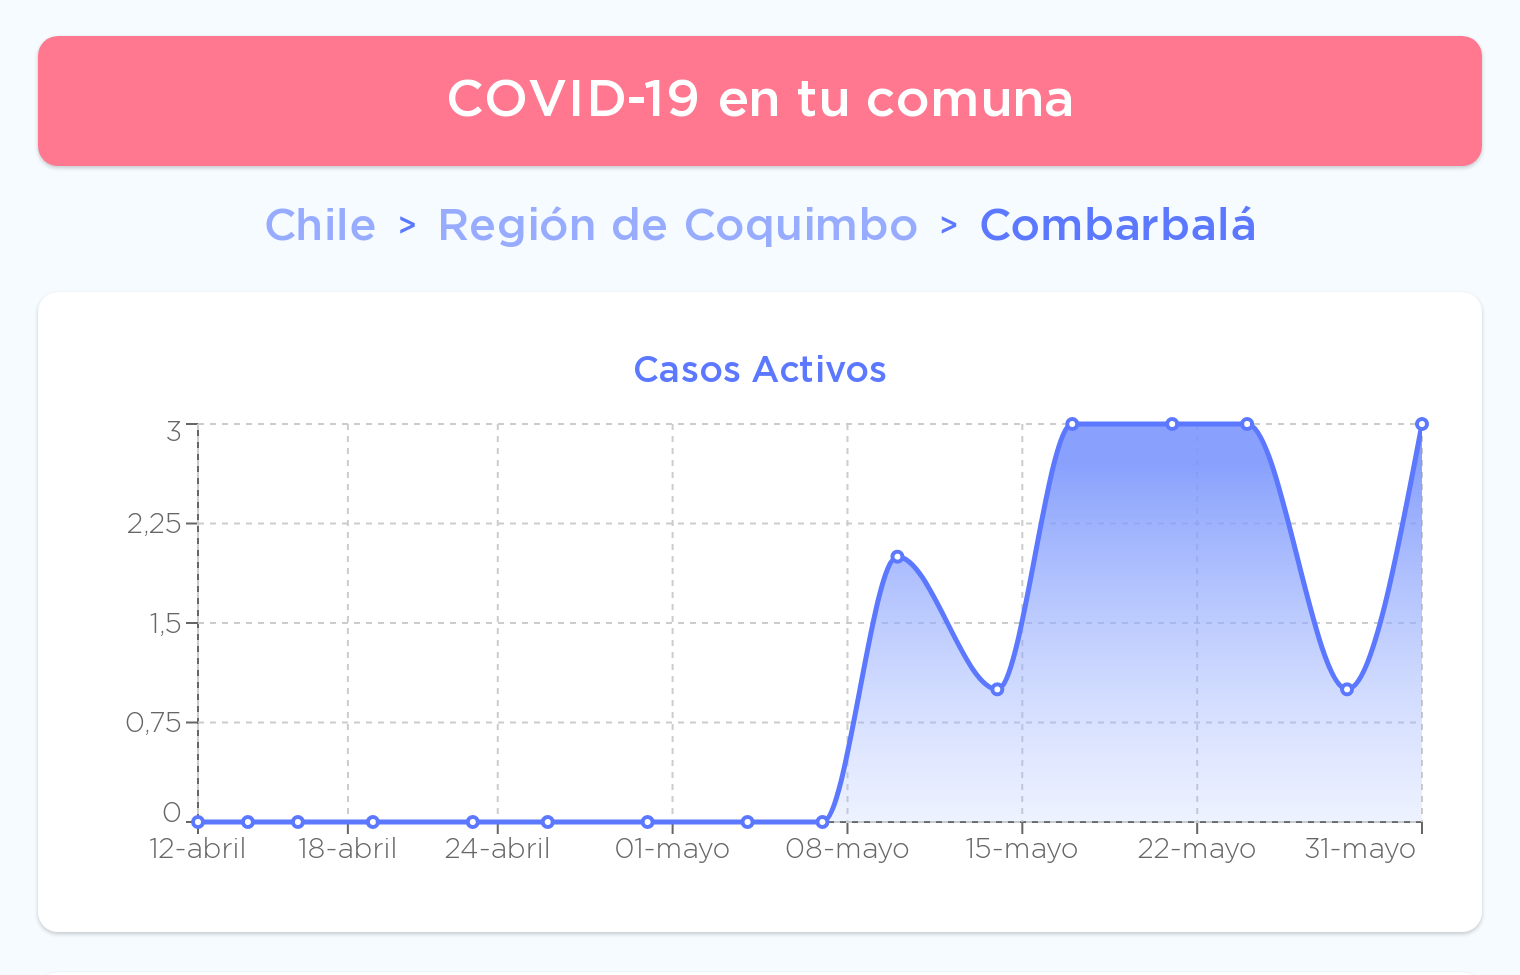 COVID-19 en tu comuna
Chile > Región de Coquimbo > Combarbalá
Casos Activos
3
2,25
1,5
0,75
0
12-abril 18-abril 24-abril 01-mayo 08-mayo 15-mayo 22-mayo 31-mayo